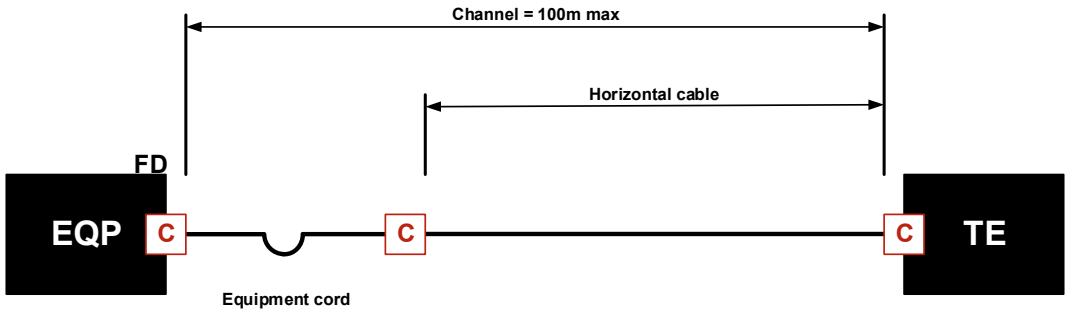 Channel = 100m max
Horizontal cable
FD
EQP
C
C
C
TE
Equipment cord